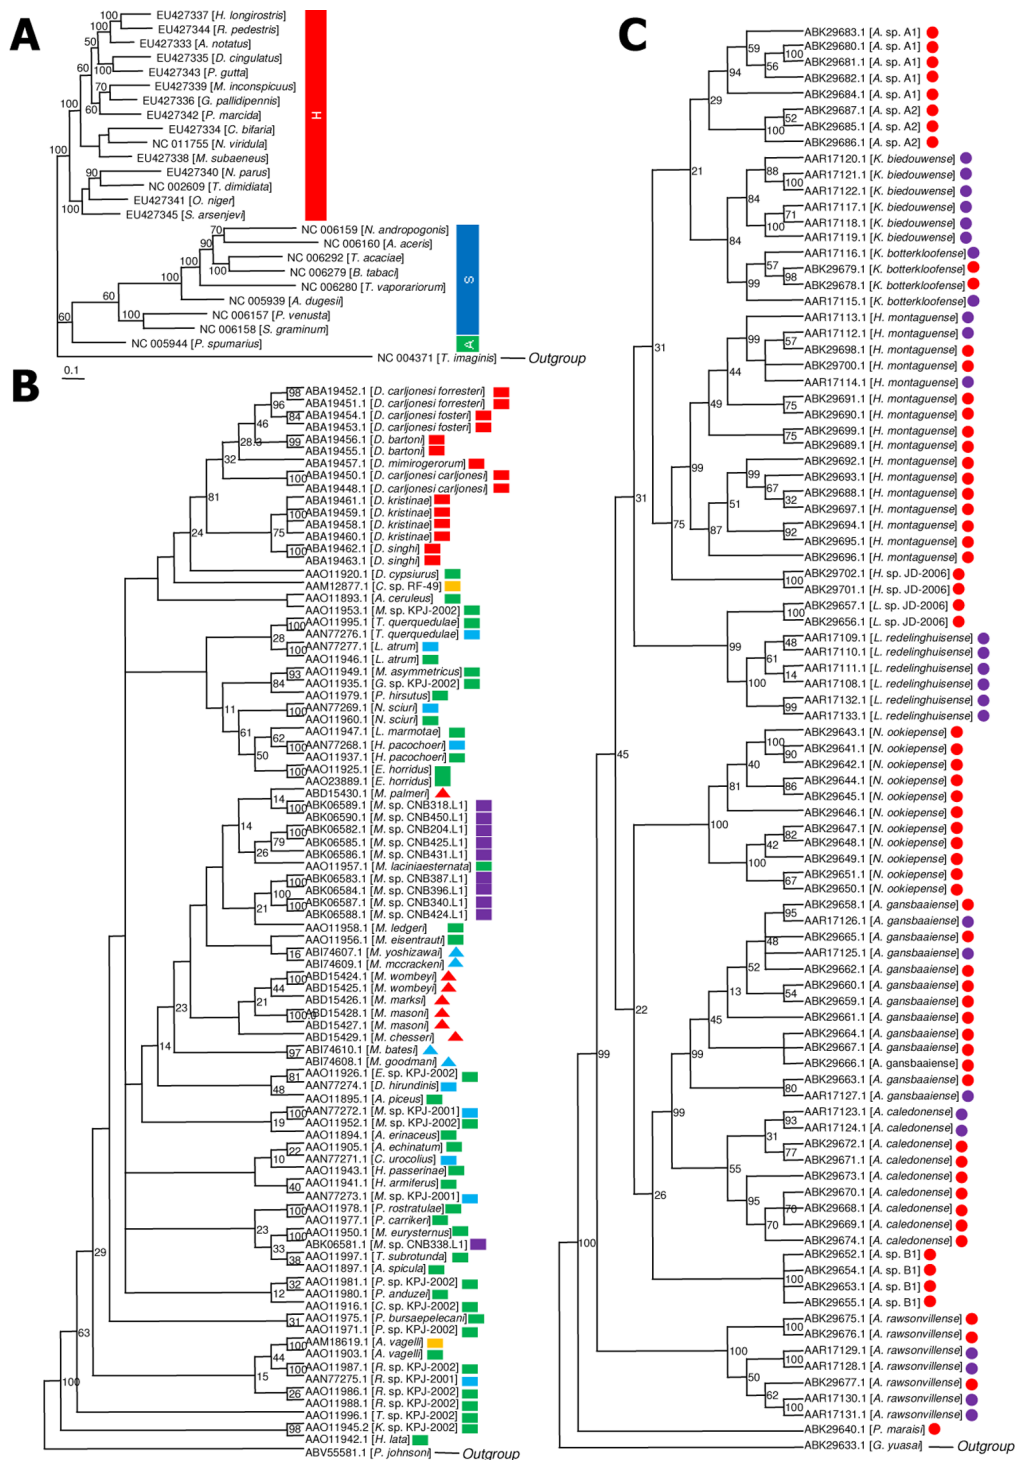 A
EU427337 [H. longirostris]
EU427344 [R. pedestris]
EU427333 [A. notatus]
EU427335 [D. cingulatus]
EU427343 [P. gutta]
EU427339 [M. inconspicuus]
EU427336 [G. pallidipennis]
EU427342 [P. marcida]
EU427334 [C. bifaria]
NC 011755 [N. viridula]
EU427338 [M. subaeneus]
EU427340 [N. parus]
NC 002609 [T. dimidiata]
EU427341 [O. niger]
EU427345 [S. arsenjevi]
H
NC 006159 [N. andropogonis]
NC 006160 [A. aceris]
NC 006292 [T. acaciae]
NC 006279 [B. tabaci]
NC 006280 [T. vaporariorum]
NC 005939 [A. dugesii]
NC 006157 [P. venusta]
NC 006158 [S. graminum]
S
NC 005944 [P. spumarius]
A
NC 004371 [T. imaginis] Outgroup
0.1
B
ABA19452.1 [D. carljonesi forresteri]
ABA19451.1 [D. carljonesi forresteri]
ABA19454.1 [D. carljonesi fosteri]
ABA19453.1 [D. carljonesi fosteri]
ABA19456.1 [D. bartoni]
ABA19455.1 [D. bartoni]
ABA19457.1 [D. mimirogerorum]
ABA19450.1 [D. carljonesi carljonesi]
ABA19448.1 [D. carljonesi carljonesi]
ABA19461.1 [D. kristinae]
ABA19459.1 [D. kristinae]
ABA19458.1 [D. kristinae]
ABA19460.1 [D. kristinae]
ABA19462.1 [D. singhi]
ABA19463.1 [D. singhi]
AAO11920.1 [D. cypsiurus]
AAM12877.1 [C. sp. RF-49]
AAO11893.1 [A. ceruleus]
AAO11953.1 [M. sp. KPJ-2002]
AAO11995.1 [T. querquedulae]
AAN77276.1 [T. querquedulae]
AAN77277.1 [L. atrum]
AAO11946.1 [L. atrum]
AAO11949.1 [M. asymmetricus]
AAO11935.1 [G. sp. KPJ-2002]
AAO11979.1 [P. hirsutus]
AAN77269.1 [N. sciuri]
AAO11960.1 [N. sciuri]
AAO11947.1 [L. marmotae]
AAN77268.1 [H. pacochoeri]
AAO11937.1 [H. pacochoeri]
AAO11925.1 [E. horridus]
AAO23889.1 [E. horridus]
ABD15430.1 [M. palmeri]
ABK06589.1 [M. sp. CNB318.L1]
ABK06590.1 [M. sp. CNB450.L1]
ABK06582.1 [M. sp. CNB204.L1]
ABK06585.1 [M. sp. CNB425.L1]
ABK06586.1 [M. sp. CNB431.L1]
AAO11957.1 [M. laciniaesternata]
ABK06583.1 [M. sp. CNB387.L1]
ABK06584.1 [M. sp. CNB396.L1]
ABK06587.1 [M. sp. CNB340.L1]
ABK06588.1 [M. sp. CNB424.L1]
AAO11958.1 [M. ledgeri]
AAO11956.1 [M. eisentrauti]
ABI74607.1 [M. yoshizawai]
ABI74609.1 [M. mccrackeni]
ABD15424.1 [M. wombeyi]
ABD15425.1 [M. wombeyi]
ABD15426.1 [M. marksi]
ABD15428.1 [M. masoni]
ABD15427.1 [M. masoni]
ABD15429.1 [M. chesseri]
ABI74610.1 [M. batesi]
ABI74608.1 [M. goodmani]
AAO11926.1 [E. sp. KPJ-2002]
AAN77274.1 [D. hirundinis]
AAO11895.1 [A. piceus]
AAN77272.1 [M. sp. KPJ-2001]
AAO11952.1 [M. sp. KPJ-2002]
AAO11894.1 [A. erinaceus]
AAO11905.1 [A. echinatum]
AAN77271.1 [C. urocolius]
AAO11943.1 [H. passerinae]
AAO11941.1 [H. armiferus]
AAN77273.1 [M. sp. KPJ-2001]
AAO11978.1 [P. rostratulae]
AAO11977.1 [P. carrikeri]
AAO11950.1 [M. eurysternus]
ABK06581.1 [M. sp. CNB338.L1]
AAO11997.1 [T. subrotunda]
AAO11897.1 [A. spicula]
AAO11981.1 [P. sp. KPJ-2002]
AAO11980.1 [P. anduzei]
AAO11916.1 [C. sp. KPJ-2002]
AAO11975.1 [P. bursaepelecani]
AAO11971.1 [P. sp. KPJ-2002]
AAM18619.1 [A. vagelli]
AAO11903.1 [A. vagelli]
AAO11987.1 [R. sp. KPJ-2002]
AAN77275.1 [R. sp. KPJ-2001]
AAO11986.1 [R. sp. KPJ-2002]
AAO11988.1 [R. sp. KPJ-2002]
AAO11996.1 [T. sp. KPJ-2002]
AAO11945.2 [K. sp. KPJ-2002]
AAO11942.1 [H. lata]
ABV55581.1 [P. johnsoni] Outgroup
C
ABK29683.1 [A. sp. A1]
ABK29680.1 [A. sp. A1]
ABK29681.1 [A. sp. A1]
ABK29682.1 [A. sp. A1]
ABK29684.1 [A. sp. A1]
ABK29687.1 [A. sp. A2]
ABK29685.1 [A. sp. A2]
ABK29686.1 [A. sp. A2]
AAR17120.1 [K. biedouwense]
AAR17121.1 [K. biedouwense]
AAR17122.1 [K. biedouwense]
AAR17117.1 [K. biedouwense]
AAR17118.1 [K. biedouwense]
AAR17119.1 [K. biedouwense]
AAR17116.1 [K. botterkloofense]
ABK29679.1 [K. botterkloofense]
ABK29678.1 [K. botterkloofense]
AAR17115.1 [K. botterkloofense]
AAR17113.1 [H. montaguense]
AAR17112.1 [H. montaguense]
ABK29698.1 [H. montaguense]
ABK29700.1 [H. montaguense]
AAR17114.1 [H. montaguense]
ABK29691.1 [H. montaguense]
ABK29690.1 [H. montaguense]
ABK29699.1 [H. montaguense]
ABK29689.1 [H. montaguense]
ABK29692.1 [H. montaguense]
ABK29693.1 [H. montaguense]
ABK29688.1 [H. montaguense]
ABK29697.1 [H. montaguense]
ABK29694.1 [H. montaguense]
ABK29695.1 [H. montaguense]
ABK29696.1 [H. montaguense]
ABK29702.1 [H. sp. JD-2006]
ABK29701.1 [H. sp. JD-2006]
ABK29657.1 [L. sp. JD-2006]
ABK29656.1 [L. sp. JD-2006]
AAR17109.1 [L. redelinghuisense]
AAR17110.1 [L. redelinghuisense]
AAR17111.1 [L. redelinghuisense]
AAR17108.1 [L. redelinghuisense]
AAR17132.1 [L. redelinghuisense]
AAR17133.1 [L. redelinghuisense]
ABK29643.1 [N. ookiepense]
ABK29641.1 [N. ookiepense]
ABK29642.1 [N. ookiepense]
ABK29644.1 [N. ookiepense]
ABK29645.1 [N. ookiepense]
ABK29646.1 [N. ookiepense]
ABK29647.1 [N. ookiepense]
ABK29648.1 [N. ookiepense]
ABK29649.1 [N. ookiepense]
ABK29651.1 [N. ookiepense]
ABK29650.1 [N. ookiepense]
ABK29658.1 [A. gansbaaiense]
AAR17126.1 [A. gansbaaiense]
ABK29665.1 [A. gansbaaiense]
AAR17125.1 [A. gansbaaiense]
ABK29662.1 [A. gansbaaiense]
ABK29660.1 [A. gansbaaiense]
ABK29659.1 [A. gansbaaiense]
ABK29661.1 [A. gansbaaiense]
ABK29664.1 [A. gansbaaiense]
ABK29667.1 [A. gansbaaiense]
ABK29666.1 [A. gansbaaiense]
ABK29663.1 [A. gansbaaiense]
AAR17127.1 [A. gansbaaiense]
AAR17123.1 [A. caledonense]
AAR17124.1 [A. caledonense]
ABK29672.1 [A. caledonense]
ABK29671.1 [A. caledonense]
ABK29673.1 [A. caledonense]
ABK29670.1 [A. caledonense]
ABK29668.1 [A. caledonense]
ABK29669.1 [A. caledonense]
ABK29674.1 [A. caledonense]
ABK29652.1 [A. sp. B1]
ABK29654.1 [A. sp. B1]
ABK29653.1 [A. sp. B1]
ABK29655.1 [A. sp. B1]
ABK29675.1 [A. rawsonvillense]
ABK29676.1 [A. rawsonvillense]
AAR17129.1 [A. rawsonvillense]
AAR17128.1 [A. rawsonvillense]
ABK29677.1 [A. rawsonvillense]
AAR17130.1 [A. rawsonvillense]
AAR17131.1 [A. rawsonvillense]
ABK29640.1 [P. maraisi]
ABK29633.1 [G. yuasai] Outgroup